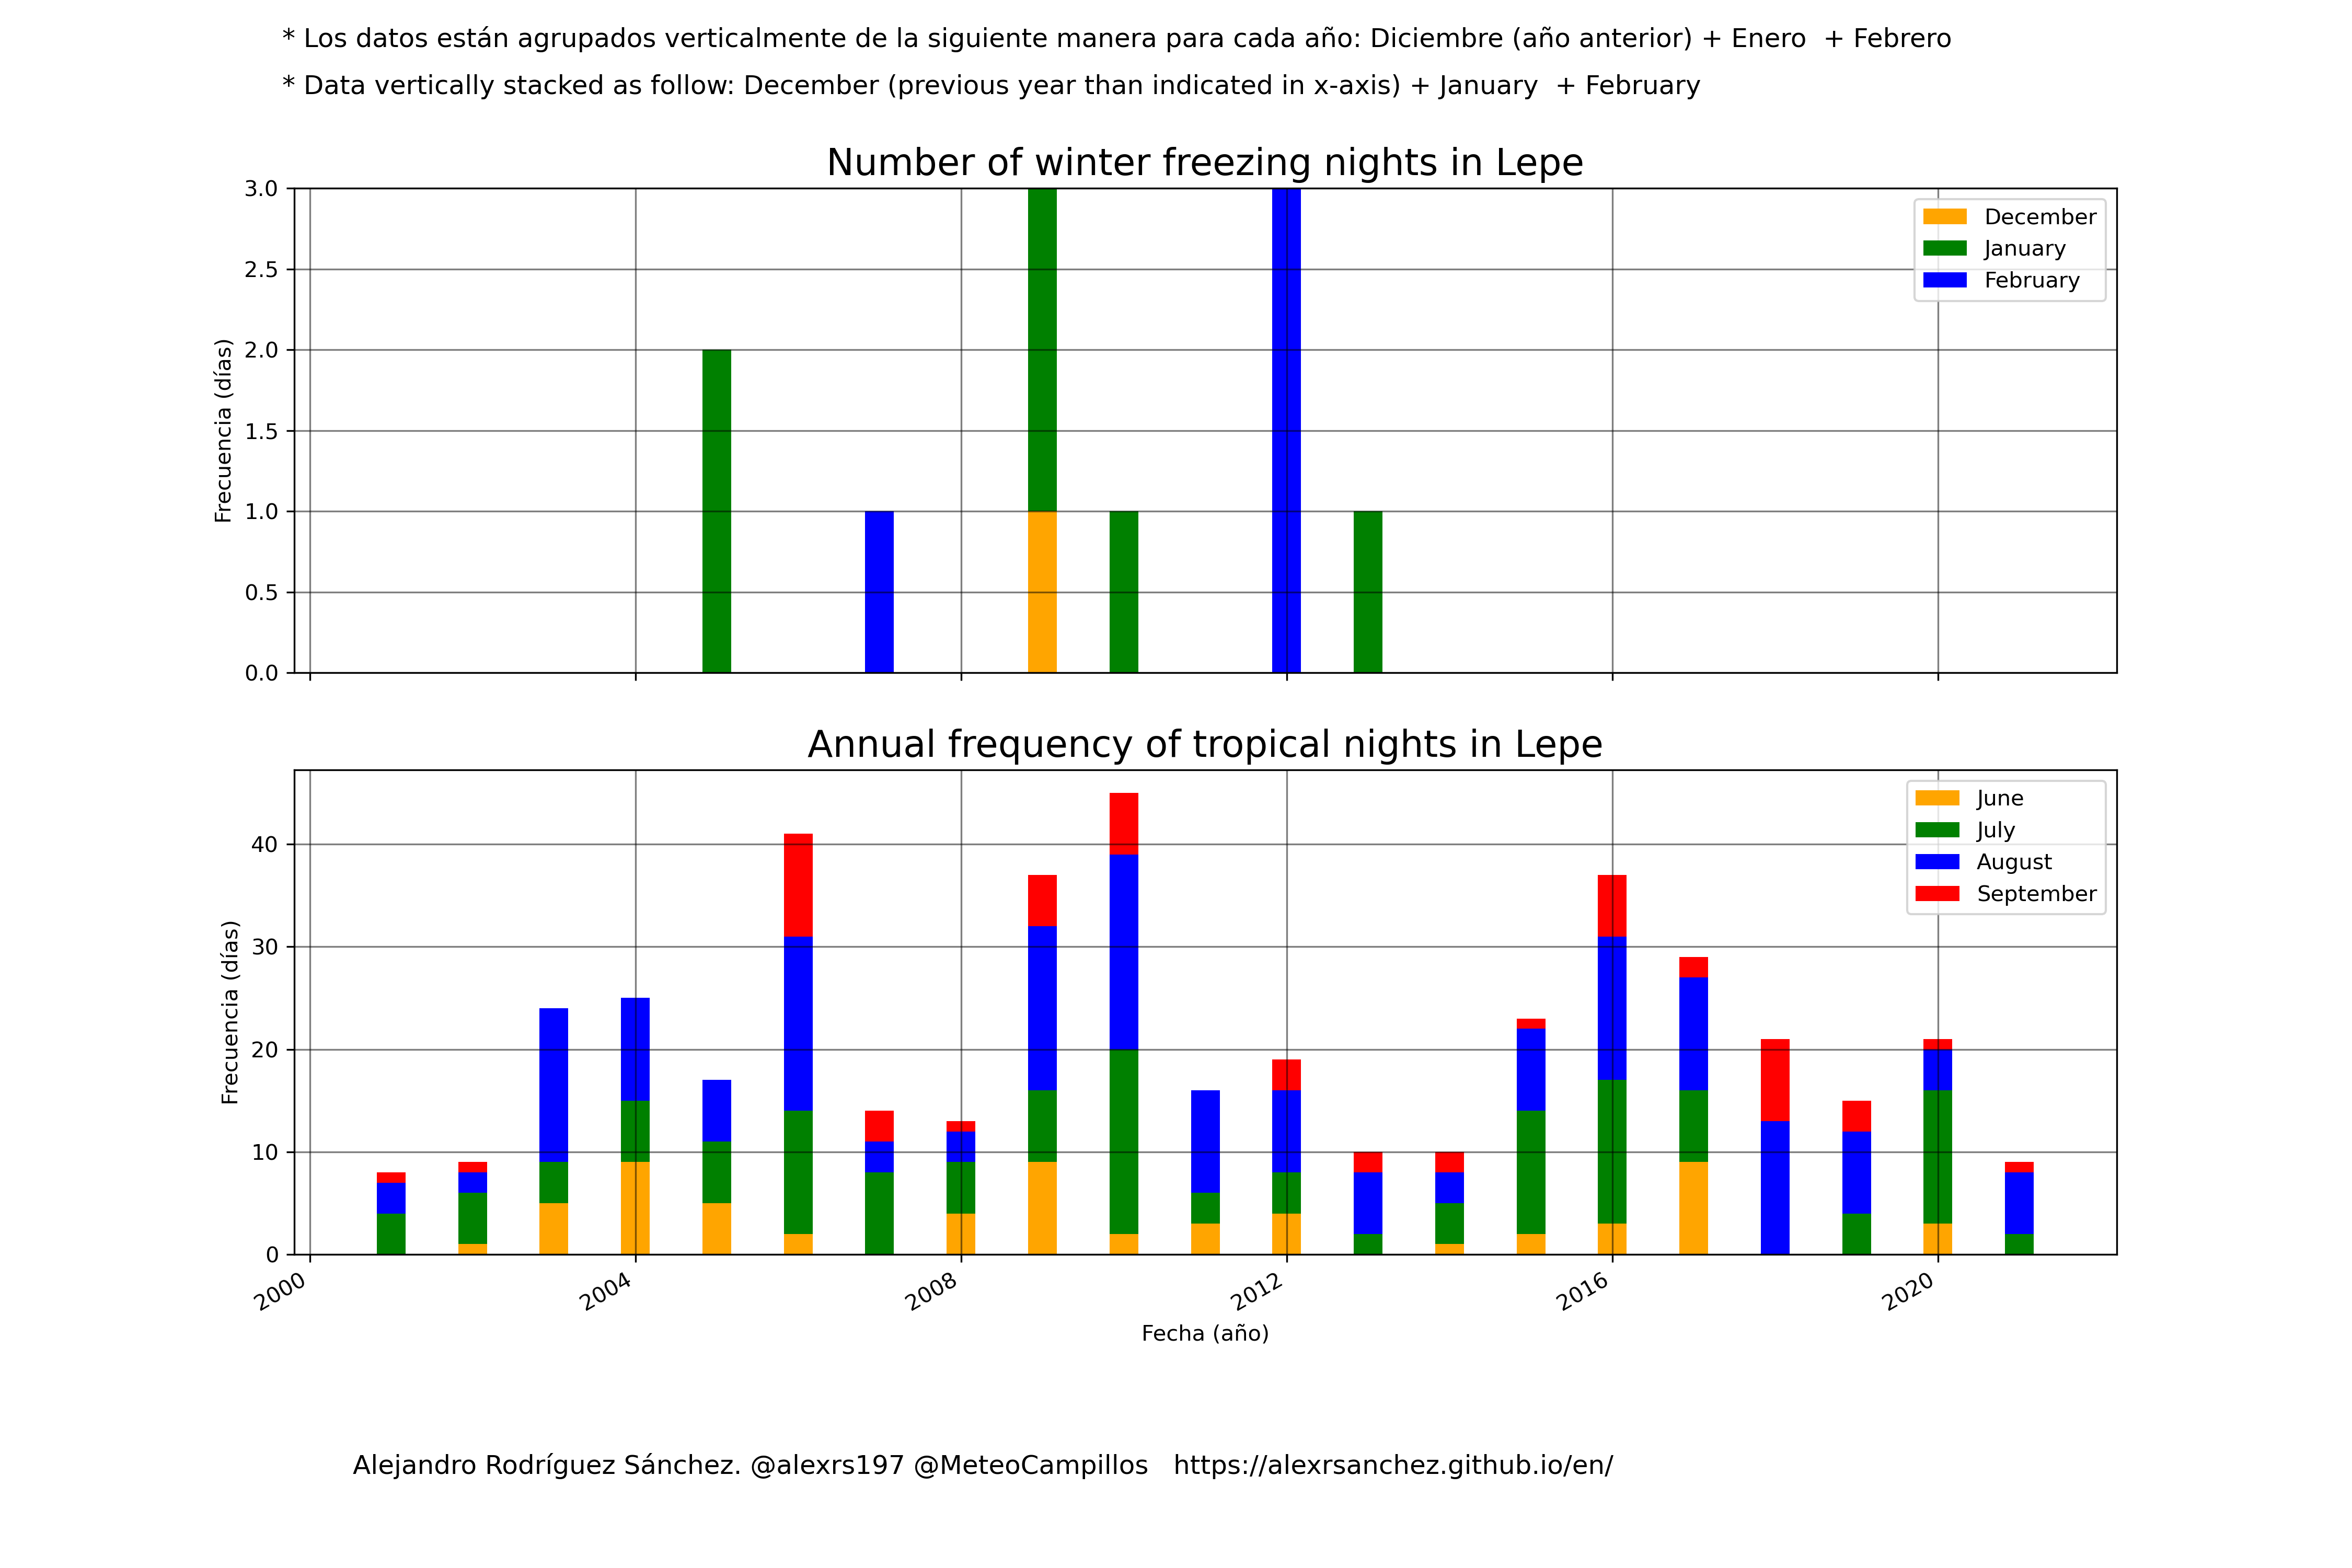 * Los datos están agrupados verticalmente de la siguiente manera para cada año: Diciembre (año anterior) + Enero  + Febrero
* Data vertically stacked as follow: December (previous year than indicated in x-axis) + January  + February
Number of winter freezing nights in Lepe
3.0
2.5
2.0
1.5
1.0
0.5
0.0
Frecuencia (días)
December
January
February
Annual frequency of tropical nights in Lepe
40
30
20
10
0
Frecuencia (días)
June
July
August
September
2000
2004
2008
2012
2016
2020
Fecha (año)
Alejandro Rodríguez Sánchez. @alexrs197 @MeteoCampillos   https://alexrsanchez.github.io/en/